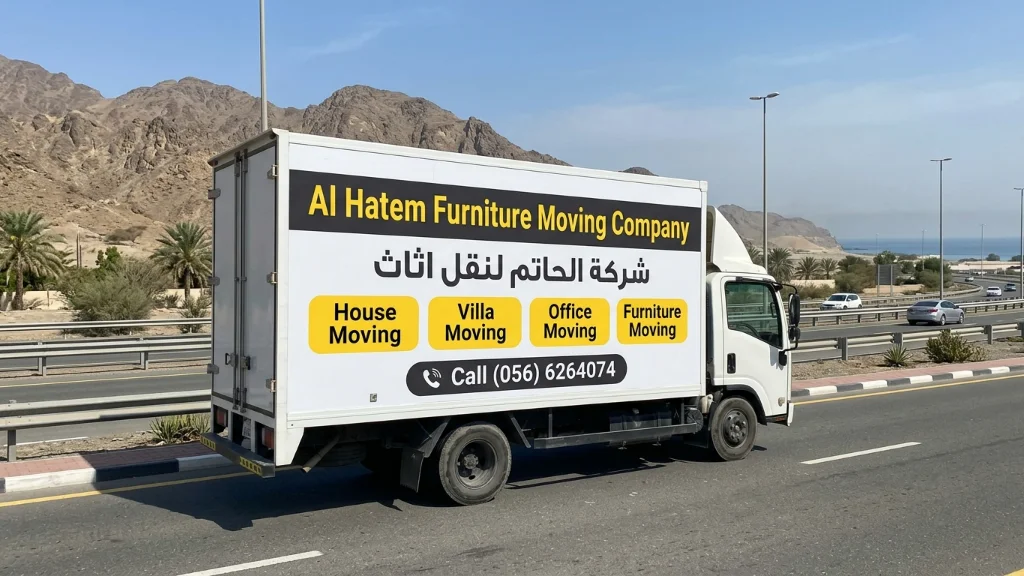 Al Hatem Furniture Moving Company
شركة الحاتم لنقل اثاث
House Moving
Villa Moving
Office Moving
Furniture Moving
Call (056) 6264074